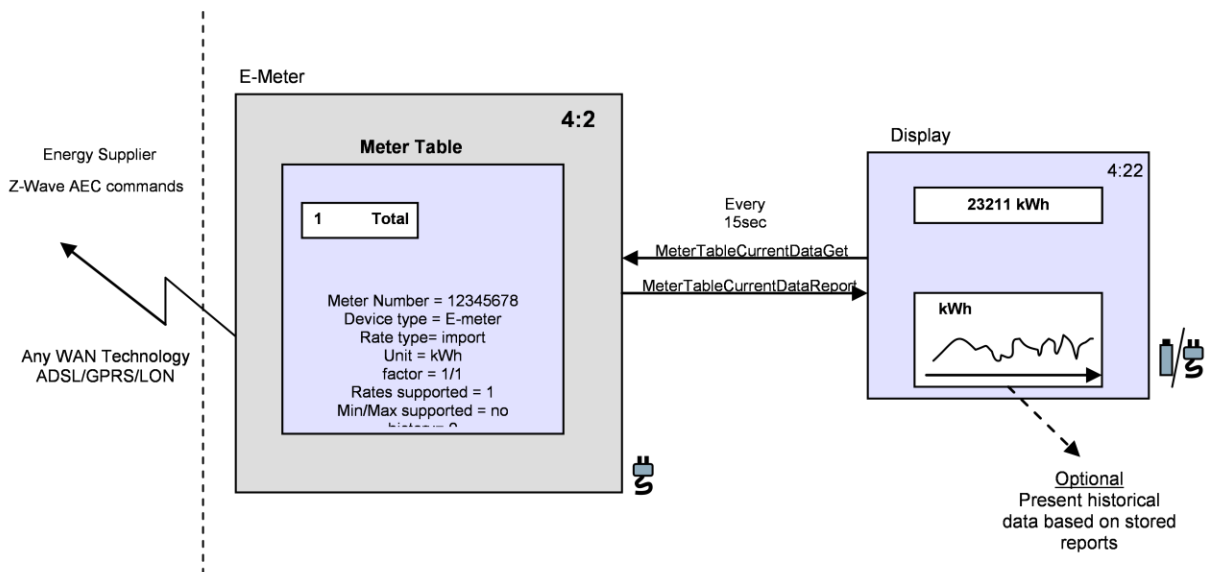 E-Meter
4:2
Energy Supplier
Z-Wave AEC commands
Any WAN Technology
ADSL/GPRS/LON
Meter Table
1 Total
Meter Number = 12345678
Device type = E-meter
Rate type= import
Unit = kWh
factor = 1/1
Rates supported = 1
Min/Max supported = no
Every
15sec
MeterTableCurrentDataGet
MeterTableCurrentDataReport
Display
4:22
23211 kWh
kWh
Optional
Present historical
data based on stored
reports